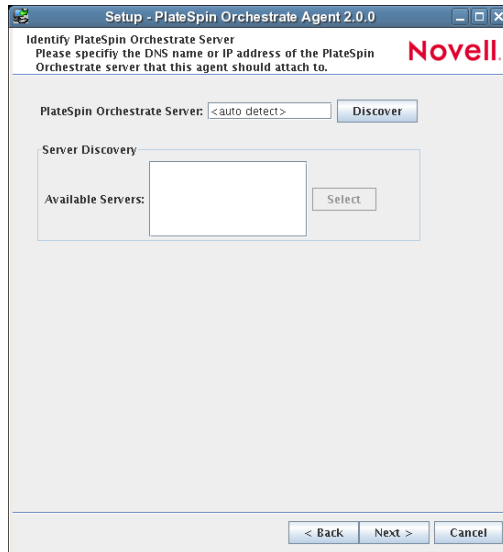 Setup - PlateSpin Orchestrate Agent 2.0.0
Identify PlateSpin Orchestrate Server
Please specifiy the DNS name or IP address of the PlateSpin
Orchestrate server that this agent should attach to.
Novell.
PlateSpin Orchestrate Server: <auto detect> Discover
Server Discovery
Available Servers: Select
< Back Next > Cancel